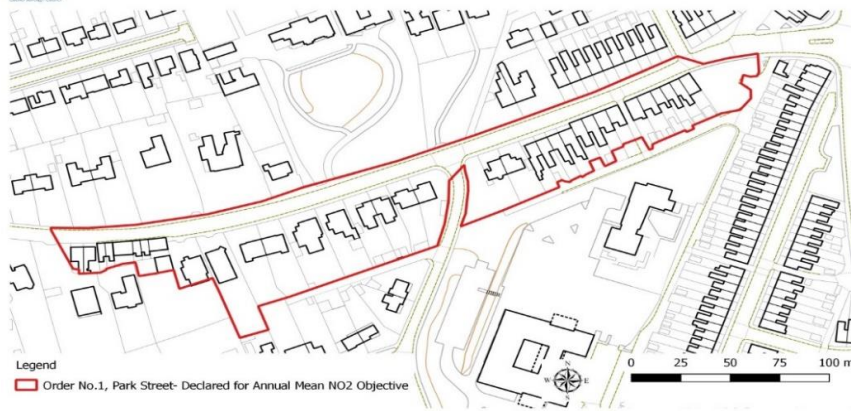 Legend
Order No.1, Park Street- Declared for Annual Mean NO2 Objective
N
W E
S
0 25 50 75 100 m